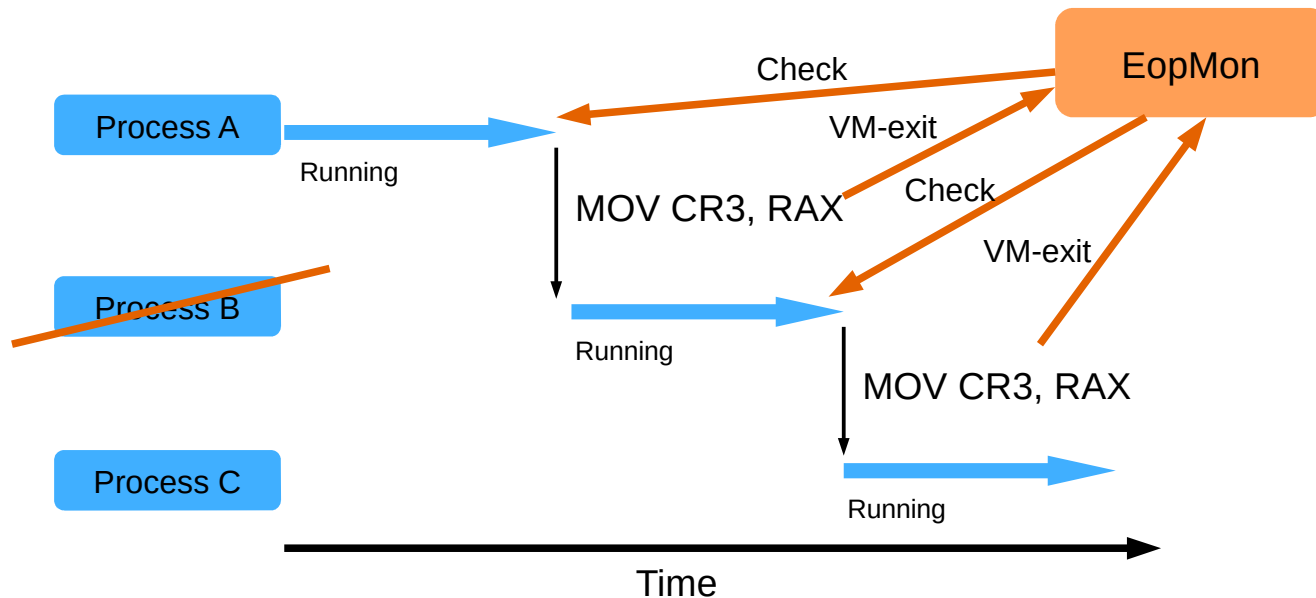 EopMon
Check
Process A
VM-exit
Running
Check
MOV CR3, RAX
VM-exit
Process B
Running
MOV CR3, RAX
Process C
Running
Time